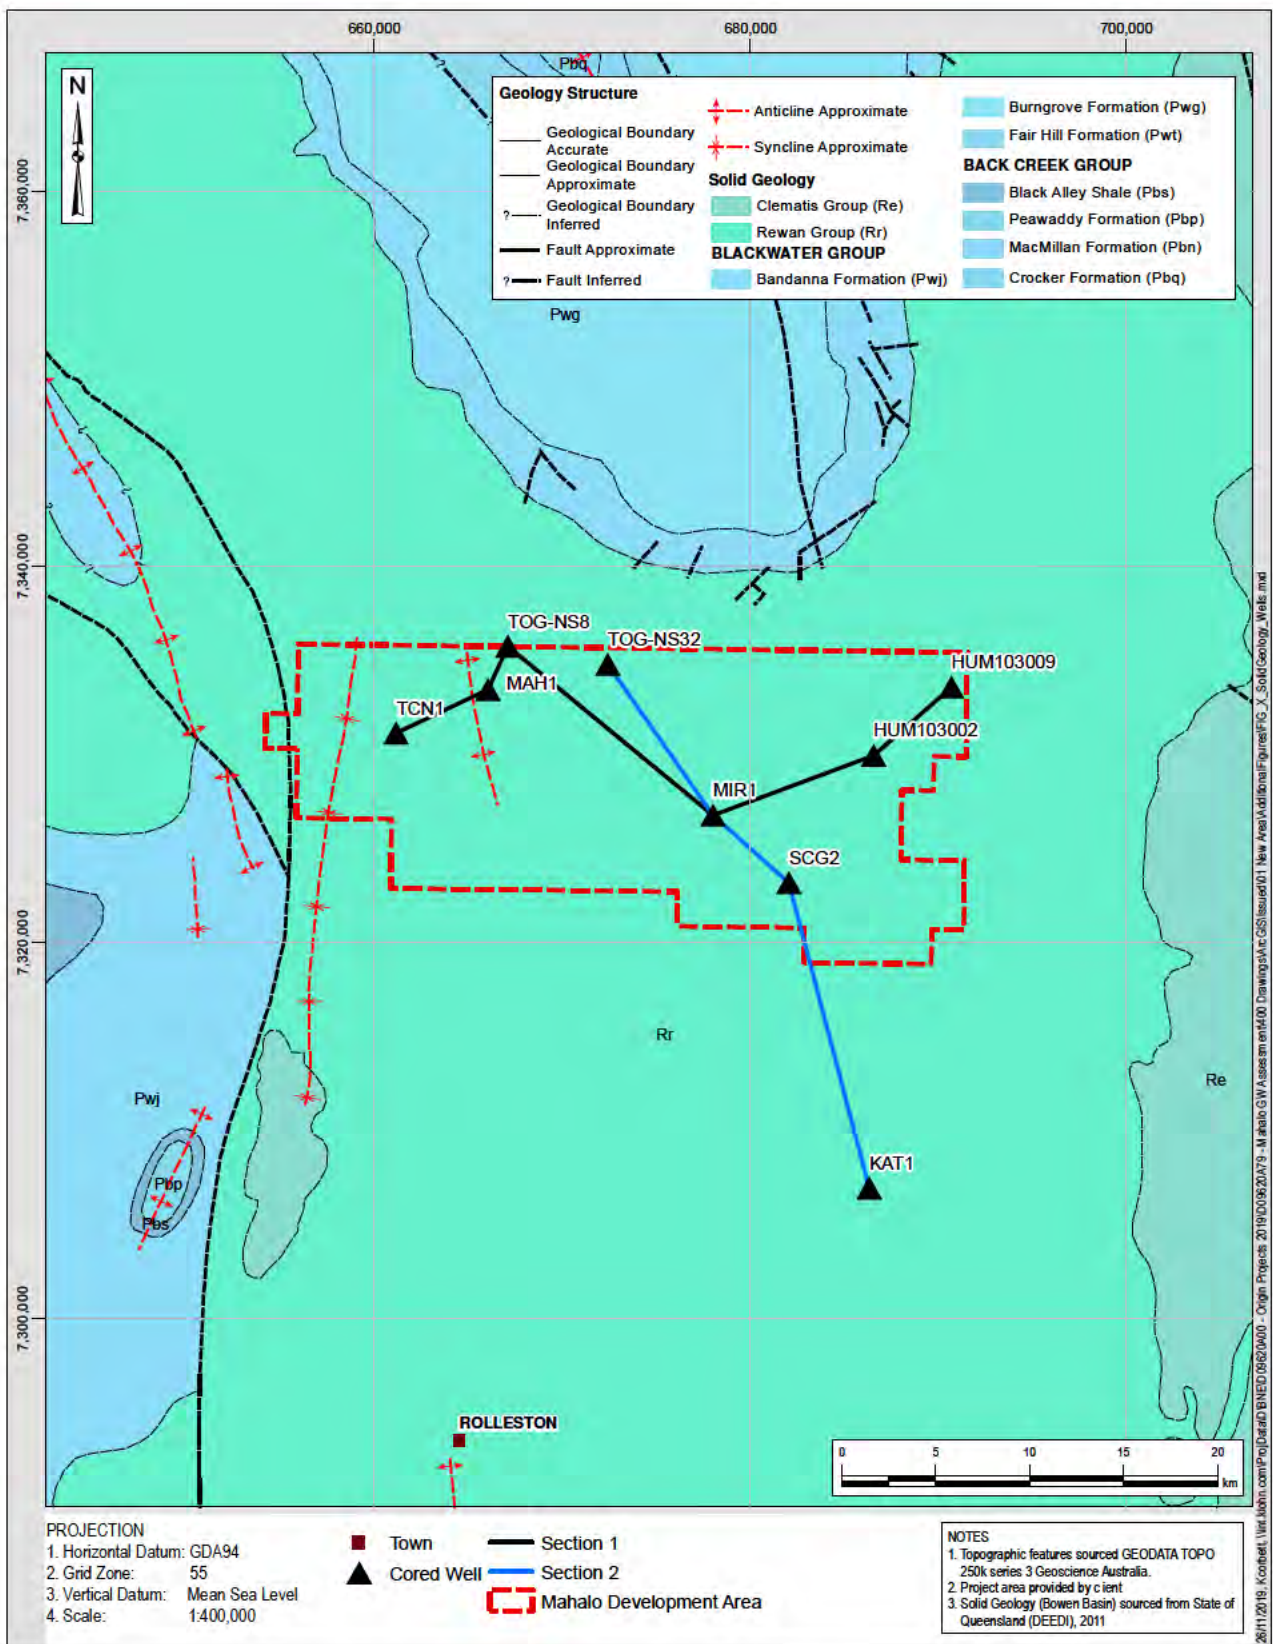 660,000
680,000
700,000
7,360,000
7,340,000
7,320,000
7,300,000
N
Pbq
Geology Structure
Geological Boundary
Accurate
Geological Boundary
Approximate
? Geological Boundary
Inferred
Fault Approximate
? Fault Inferred
Anticline Approximate
Syncline Approximate
Solid Geology
Clematis Group (Re)
Rewan Group (Rr)
BLACKWATER GROUP
Bandanna Formation (Pwj)
Burngrove Formation (Pwg)
Fair Hill Formation (Pwt)
BACK CREEK GROUP
Black Alley Shale (Pbs)
Peawaddy Formation (Pbp)
MacMillan Formation (Pbn)
Crocker Formation (Pbq)
Pwg
TOG-NS8
TOG-NS32
HUM103009
MAH1
TCN1
HUM103002
MIR1
SCG2
Rr
Re
Pwj
KAT1
Pbp
Pbs
ROLLESTON
0 5 10 15 20
km
PROJECTION
1. Horizontal Datum: GDA94
2. Grid Zone: 55
3. Vertical Datum: Mean Sea Level
4. Scale: 1:400,000
Town
Cored Well
Section 1
Section 2
Mahalo Development Area
NOTES
1. Topographic features sourced GEODATA TOPO
250k series 3 Geoscience Australia.
2. Project area provided by c ient
3. Solid Geology (Bowen Basin) sourced from State of
Queensland (DEEDI), 2011